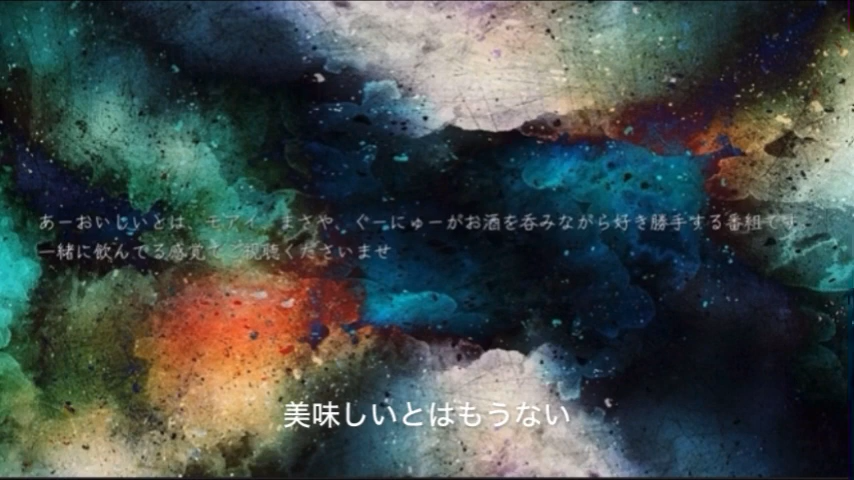 あーおいしいとは、モアイ、まさや、ぐーにゅーがお酒を呑みながら好き勝手する番組です
一緒に飲んでる感覚でご視聴くださいませ
美味しいとはもうない